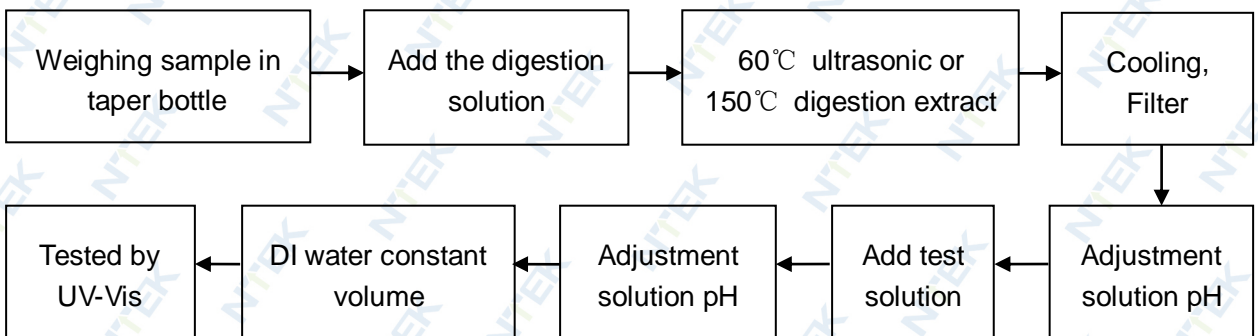 Weighing sample in
taper bottle
Add the digestion
solution
60℃ ultrasonic or
150℃ digestion extract
Cooling,
Filter
Adjustment
solution pH
Add test
solution
Adjustment
solution pH
DI water constant
volume
Tested by
UV-Vis
NTEK